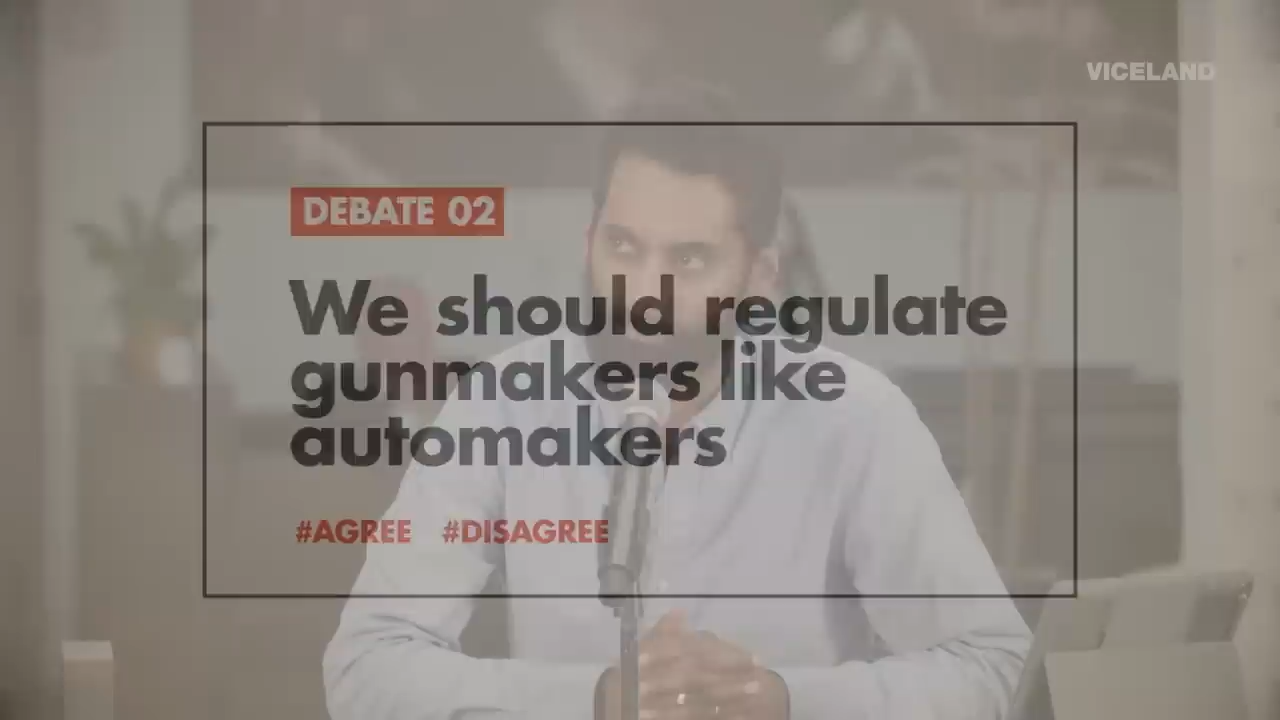 VICELAND
DEBATE 02
We should regulate
gunmakers like
automakers
#AGREE #DISAGREE